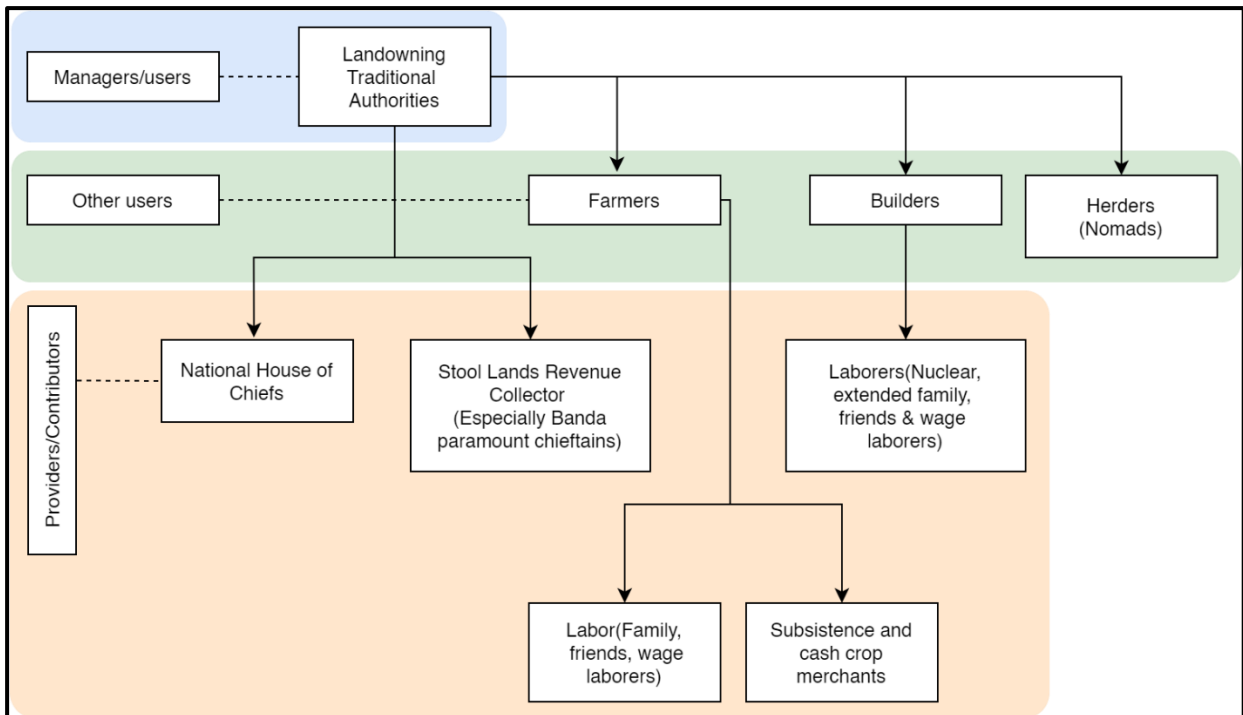 Managers/users
Landowning
Traditional
Authorities
Other users
Farmers
Builders
Herders
(Nomads)
Providers/Contributors
National House of
Chiefs
Stool Lands Revenue
Collector
(Especially Banda
paramount chieftains)
Laborers(Nuclear,
extended family,
friends & wage
laborers)
Labor(Family,
friends, wage
laborers)
Subsistence and
cash crop
merchants